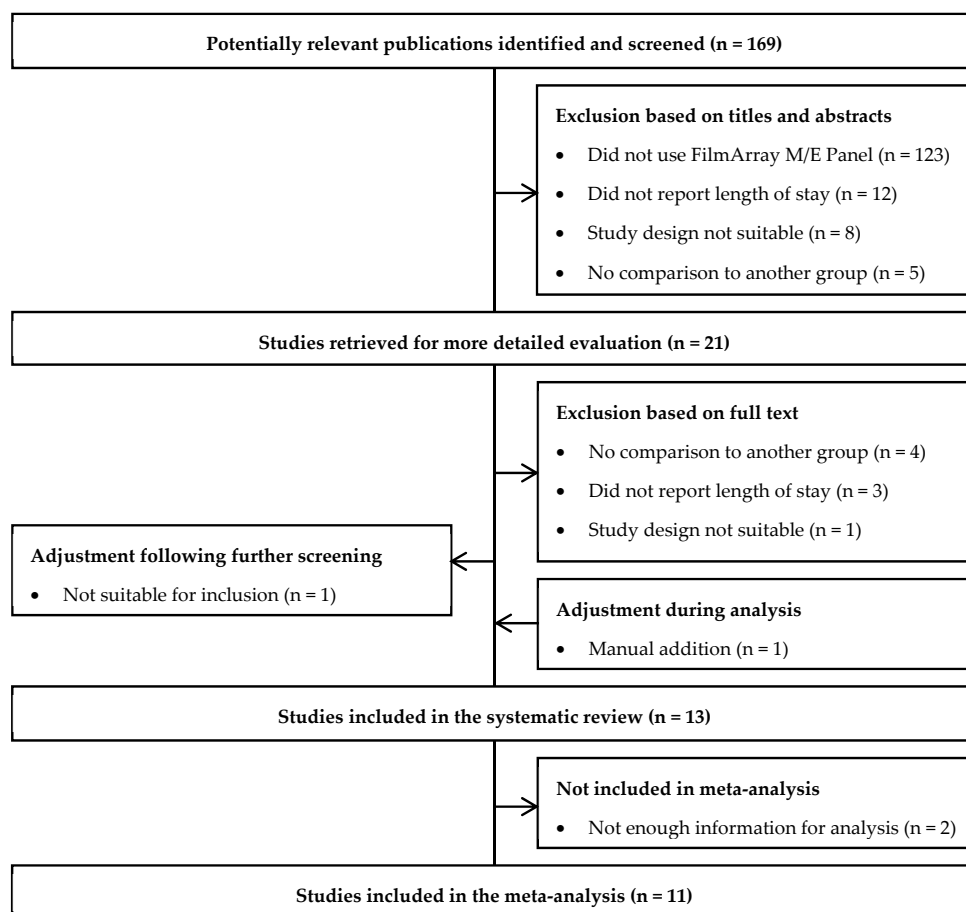 Potentially relevant publications identified and screened (n = 169)
Exclusion based on titles and abstracts
• Did not use FilmArray M/E Panel (n = 123)
• Did not report length of stay (n = 12)
• Study design not suitable (n = 8)
• No comparison to another group (n = 5)
Studies retrieved for more detailed evaluation (n = 21)
Exclusion based on full text
• No comparison to another group (n = 4)
• Did not report length of stay (n = 3)
• Study design not suitable (n = 1)
Adjustment following further screening
• Not suitable for inclusion (n = 1)
Adjustment during analysis
• Manual addition (n = 1)
Studies included in the systematic review (n = 13)
Not included in meta-analysis
• Not enough information for analysis (n = 2)
Studies included in the meta-analysis (n = 11)